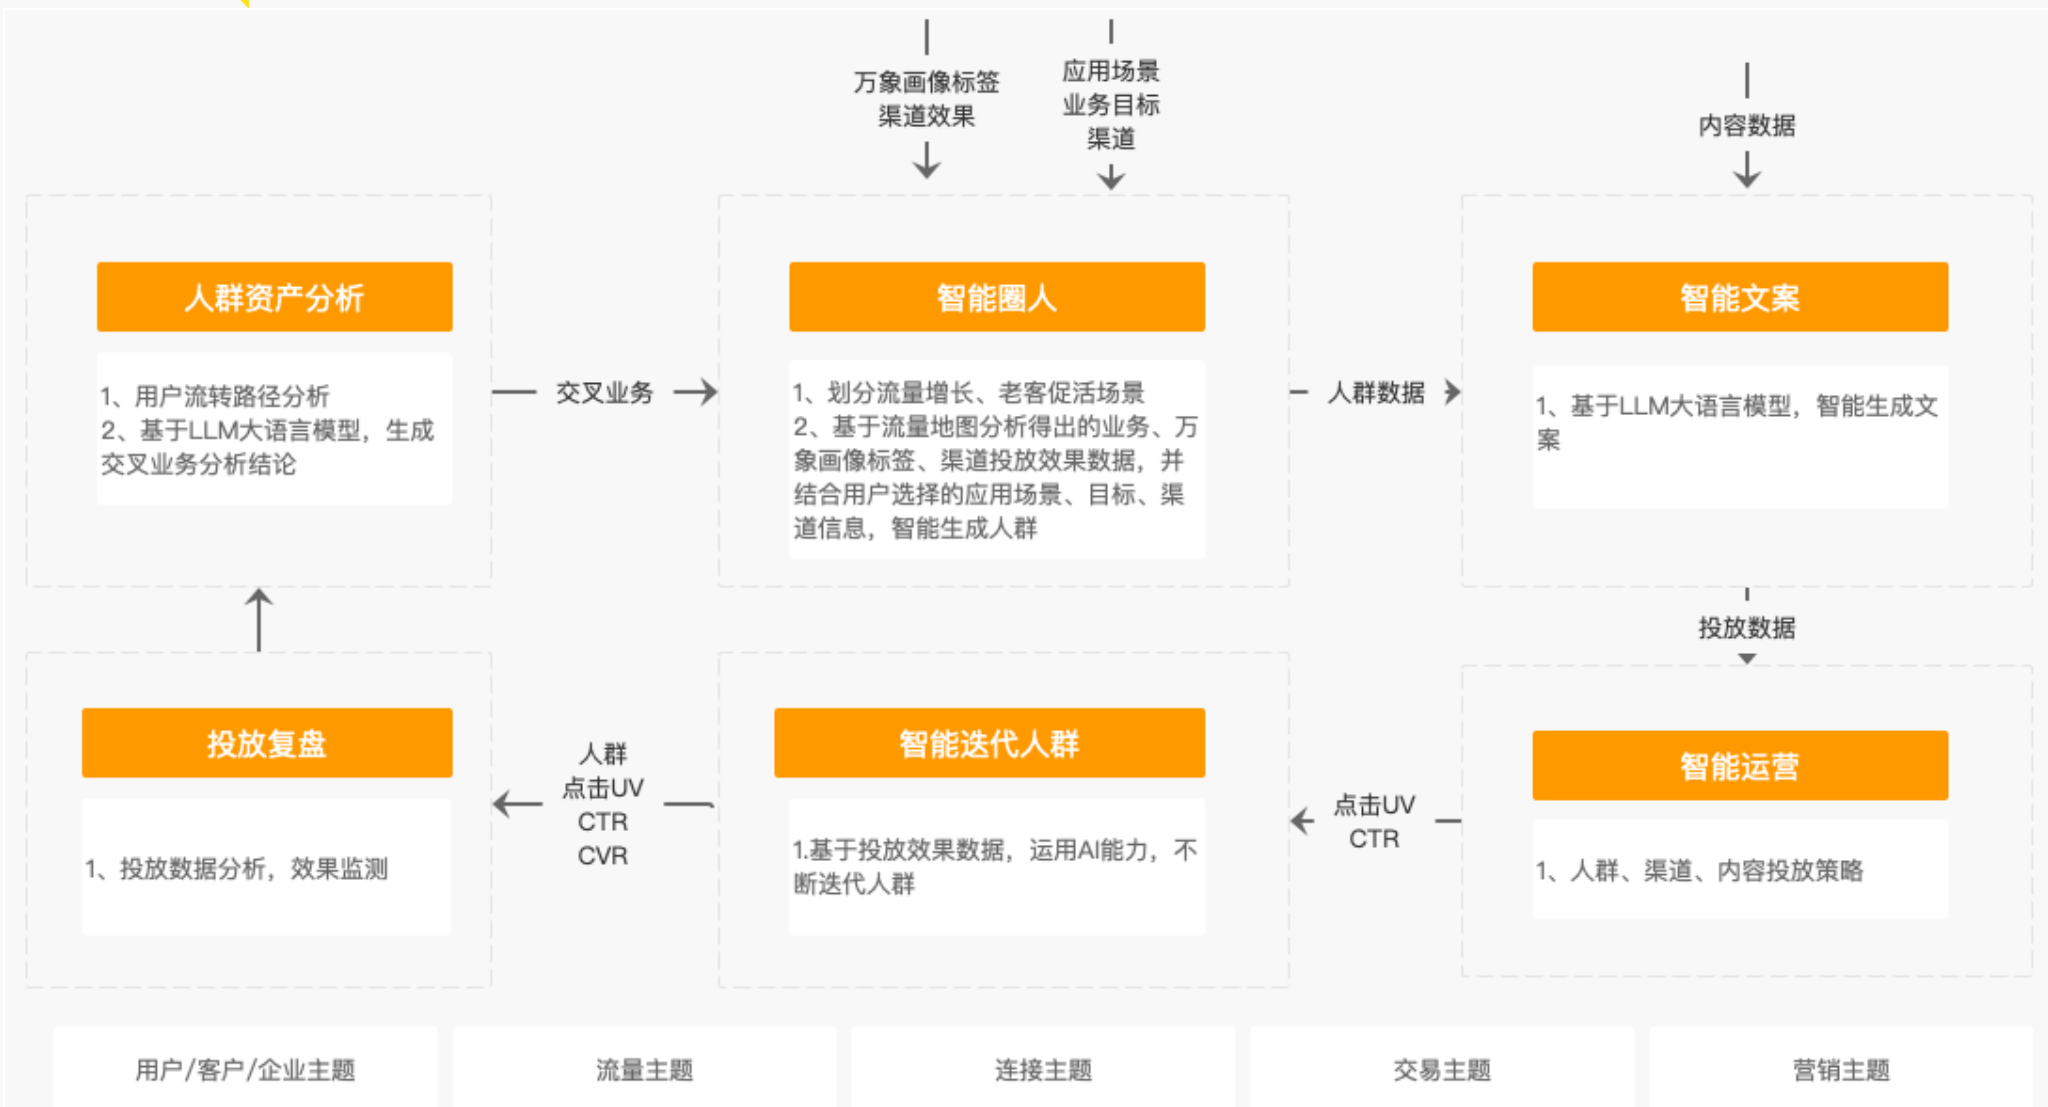 万象画像标签
渠道效果
应用场景
业务目标
渠道
内容数据
人群资产分析
1、用户流转路径分析
2、基于LLM大语言模型，生成
交叉业务分析结论
交叉业务
智能圈人
1、划分流量增长、老客促活场景
2、基于流量地图分析得出的业务、万
象画像标签、渠道投放效果数据，并
结合用户选择的应用场景、目标、渠
道信息，智能生成人群
人群数据
智能文案
1、基于LLM大语言模型，智能生成文
案
投放数据
智能运营
1、人群、渠道、内容投放策略
点击UV
CTR
智能迭代人群
1.基于投放效果数据，运用AI能力，不
断迭代人群
人群
点击UV
CTR
CVR
投放复盘
1、投放数据分析，效果监测
用户/客户/企业主题
流量主题
连接主题
交易主题
营销主题